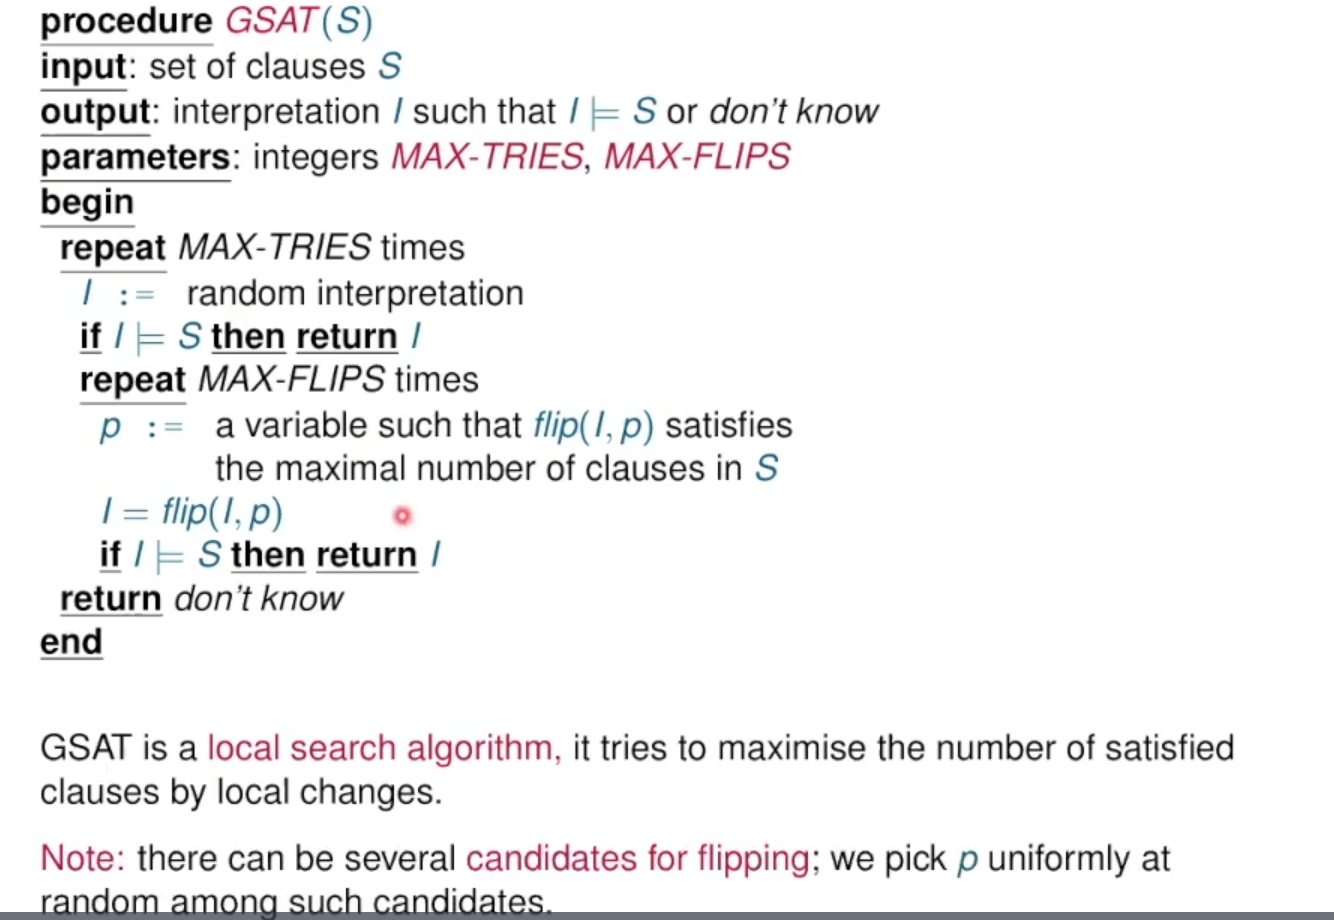 procedure GSAT(S)
input: set of clauses S
output: interpretation I such that I ⊨ S or don't know
parameters: integers MAX-TRIES, MAX-FLIPS
begin
repeat MAX-TRIES times
I := random interpretation
if I ⊨ S then return I
repeat MAX-FLIPS times
p := a variable such that flip(I, p) satisfies
the maximal number of clauses in S
I = flip(I, p)
if I ⊨ S then return I
return don't know
end
GSAT is a local search algorithm, it tries to maximise the number of satisfied
clauses by local changes.
Note: there can be several candidates for flipping; we pick p uniformly at
random among such candidates.